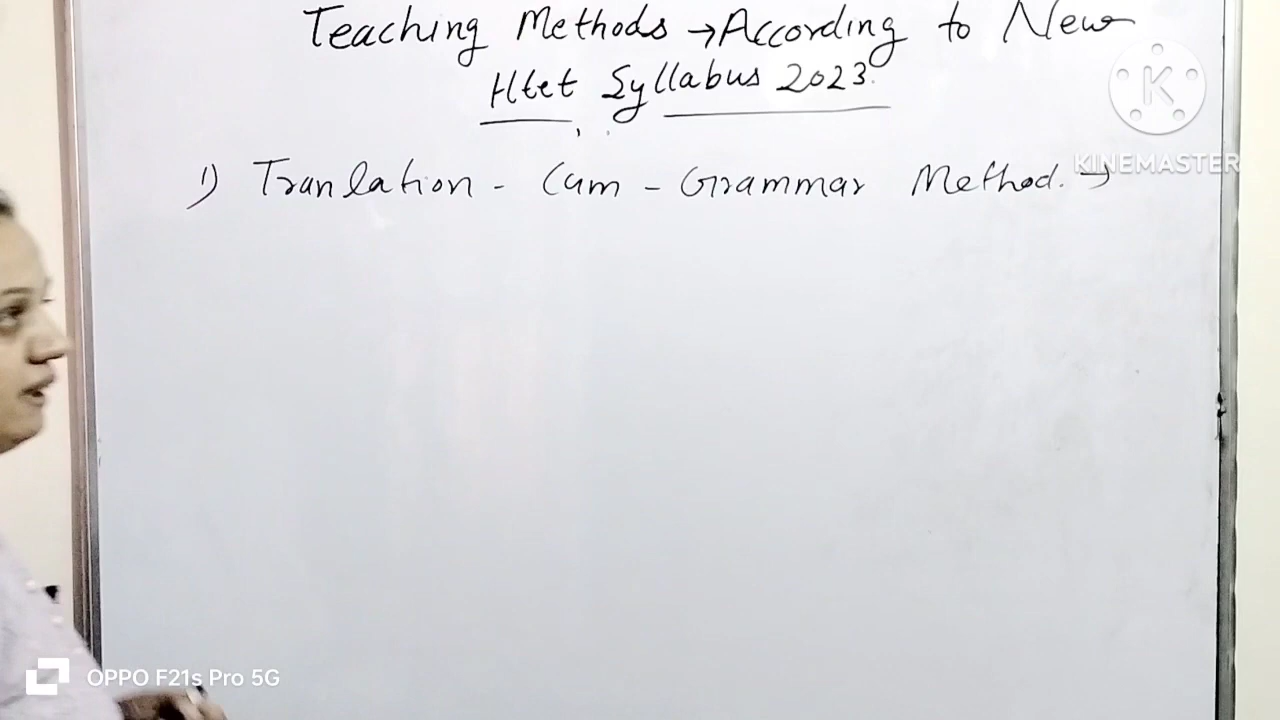 Teaching Methods →According to New
Htet Syllabus 2023.
K
KINEMASTER
1) Tranlation - Cum - Grammar Method. →
OPPO F21s Pro 5G